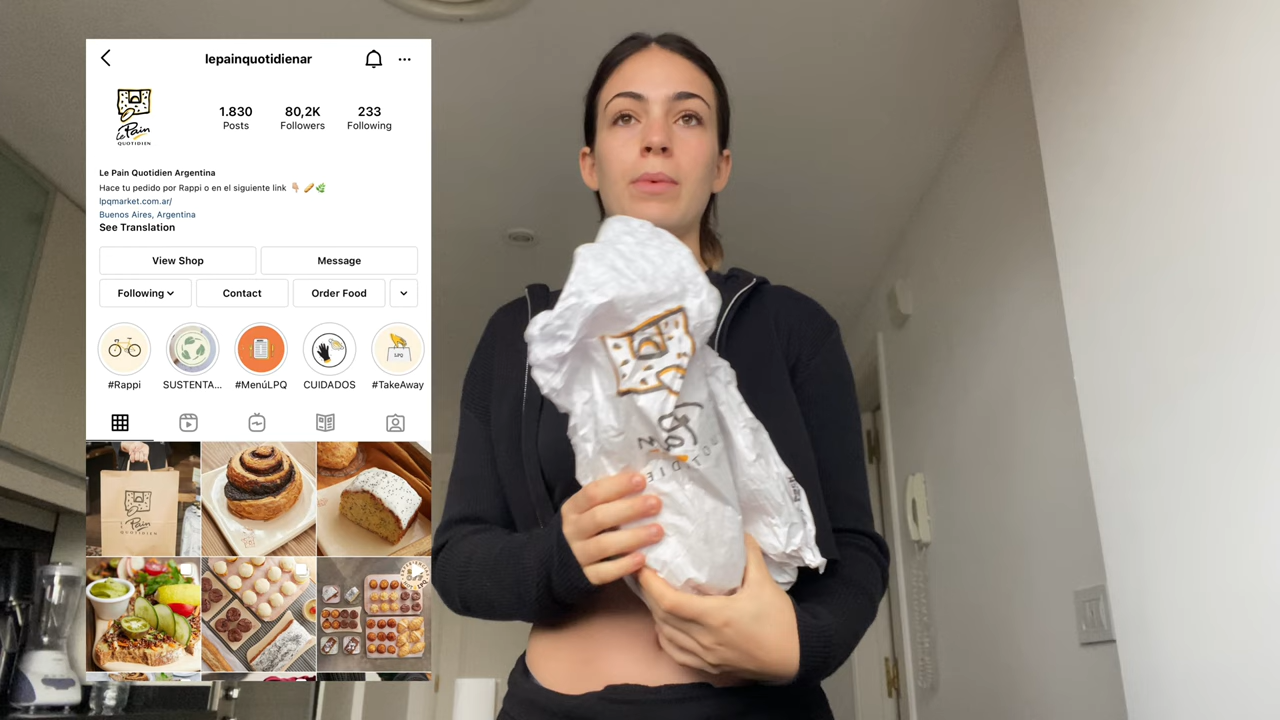 lepainquotidienar
1.830
80,2K
233
Posts
Followers
Following
Le Pain
QUOTIDIEN
Le Pain Quotidien Argentina
Hace tu pedido por Rappi o en el siguiente link
lpqmarket.com.ar/
Buenos Aires, Argentina
See Translation
View Shop
Message
Following
Contact
Order Food
LPQ
#Rappi
SUSTENTA...
#MenúLPQ
CUIDADOS
#TakeAway
Le Pain
QUOTIDIEN